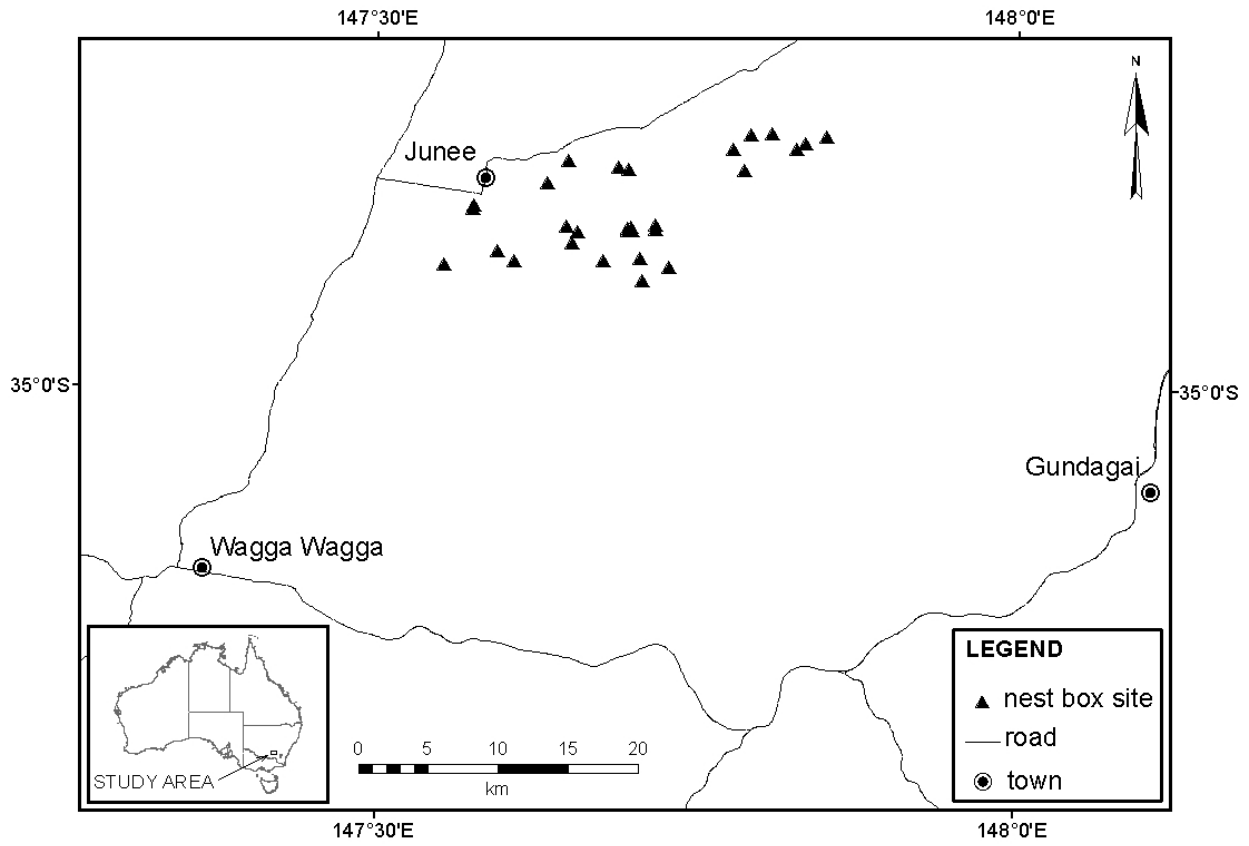 147°30'E 148°0'E
N
Junee
35°0'S 35°0'S
Gundagai
Wagga Wagga
LEGEND
nest box site
road
town
0 5 10 15 20
km
STUDY AREA
147°30'E 148°0'E